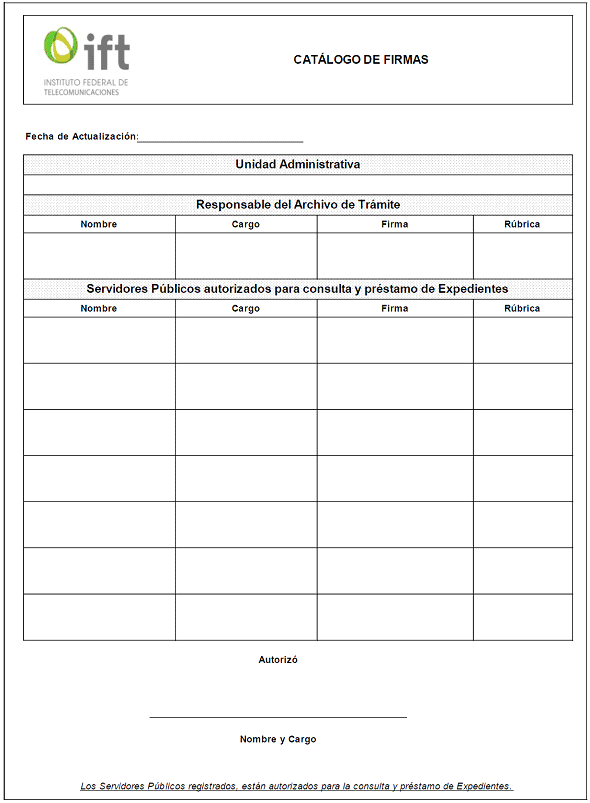 ift
INSTITUTO FEDERAL DE
TELECOMUNICACIONES
CATÁLOGO DE FIRMAS
Fecha de Actualización:
Unidad Administrativa
Responsable del Archivo de Trámite
Nombre Cargo Firma Rúbrica
Servidores Públicos autorizados para consulta y préstamo de Expedientes
Nombre Cargo Firma Rúbrica
Autorizó
Nombre y Cargo
Los Servidores Públicos registrados, están autorizados para la consulta y préstamo de Expedientes.